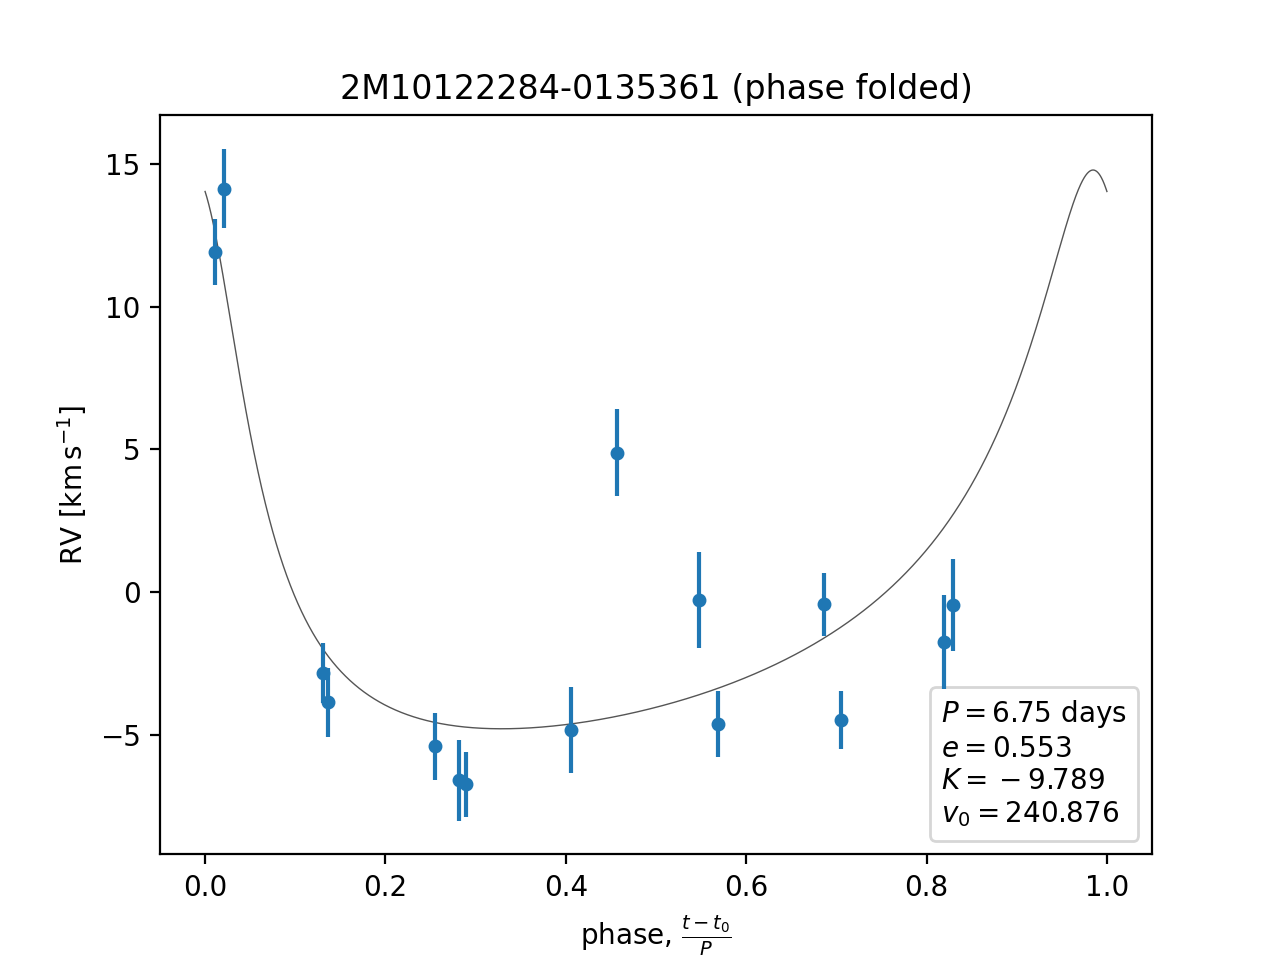 2M10122284-0135361 (phase folded)
RV [km s⁻¹]
15
10
5
0
−5
P = 6.75 days
e = 0.553
K = −9.789
v₀ = 240.876
0.0 0.2 0.4 0.6 0.8 1.0
phase, \frac{t−t₀}{P}